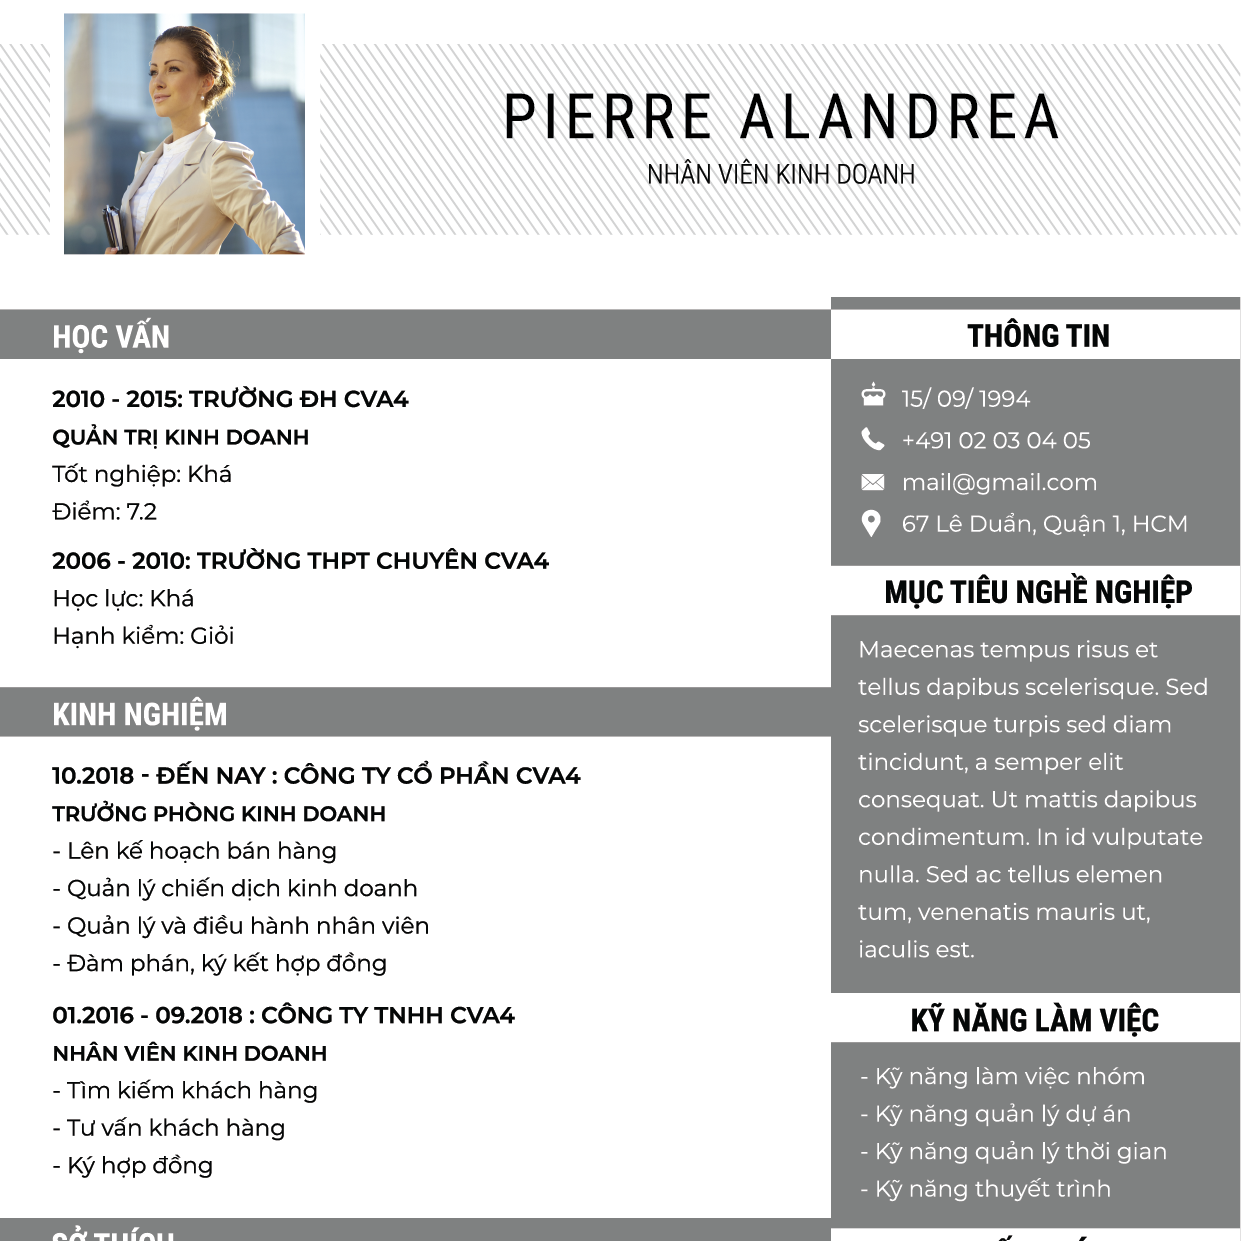 PIERRE ALANDREA
NHÂN VIÊN KINH DOANH
HỌC VẤN
2010 - 2015: TRƯỜNG ĐH CVA4
QUẢN TRỊ KINH DOANH
Tốt nghiệp: Khá
Điểm: 7.2
2006 - 2010: TRƯỜNG THPT CHUYÊN CVA4
Học lực: Khá
Hạnh kiểm: Giỏi
KINH NGHIỆM
10.2018 - ĐẾN NAY : CÔNG TY CỔ PHẦN CVA4
TRƯỞNG PHÒNG KINH DOANH
- Lên kế hoạch bán hàng
- Quản lý chiến dịch kinh doanh
- Quản lý và điều hành nhân viên
- Đàm phán, ký kết hợp đồng
01.2016 - 09.2018 : CÔNG TY TNHH CVA4
NHÂN VIÊN KINH DOANH
- Tìm kiếm khách hàng
- Tư vấn khách hàng
- Ký hợp đồng
SỞ THÍCH
THÔNG TIN
15/ 09/ 1994
+491 02 03 04 05
mail@gmail.com
67 Lê Duẩn, Quận 1, HCM
MỤC TIÊU NGHỀ NGHIỆP
Maecenas tempus risus et
tellus dapibus scelerisque. Sed
scelerisque turpis sed diam
tincidunt, a semper elit
consequat. Ut mattis dapibus
condimentum. In id vulputate
nulla. Sed ac tellus elemen
tum, venenatis mauris ut,
iaculis est.
KỸ NĂNG LÀM VIỆC
- Kỹ năng làm việc nhóm
- Kỹ năng quản lý dự án
- Kỹ năng quản lý thời gian
- Kỹ năng thuyết trình